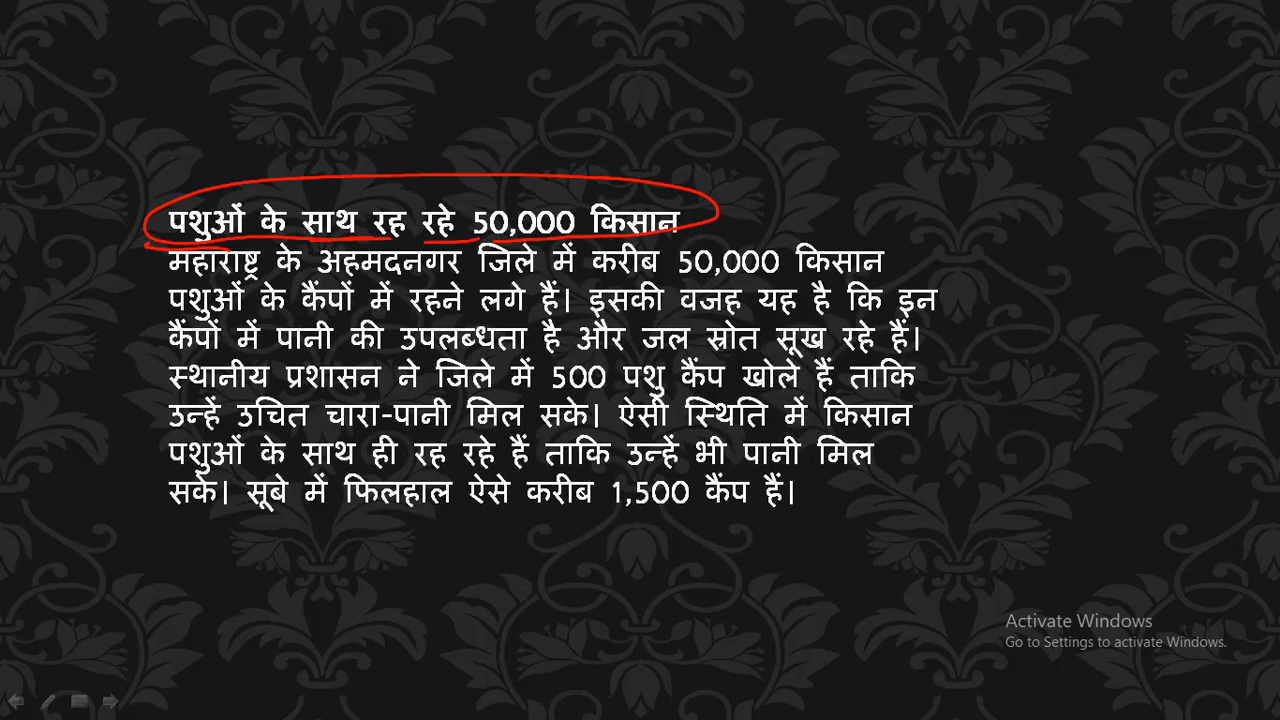 पशुओं के साथ रह रहे 50,000 किसान
महाराष्ट्र के अहमदनगर जिले में करीब 50,000 किसान
पशुओं के कैंपों में रहने लगे हैं। इसकी वजह यह है कि इन
कैंपों में पानी की उपलब्धता है और जल स्रोत सूख रहे हैं।
स्थानीय प्रशासन ने जिले में 500 पशु कैंप खोले हैं ताकि
उन्हें उचित चारा-पानी मिल सके। ऐसी स्थिति में किसान
पशुओं के साथ ही रह रहे हैं ताकि उन्हें भी पानी मिल
सके। सूबे में फिलहाल ऐसे करीब 1,500 कैंप हैं।
Activate Windows
Go to Settings to activate Windows.